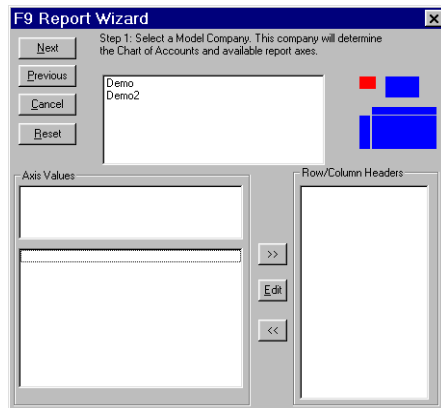 F9 Report Wizard
Next
Step 1: Select a Model Company. This company will determine
the Chart of Accounts and available report axes.
Previous
Cancel
Reset
Demo
Demo2
Axis Values
Row/Column Headers
>>
Edit
<<